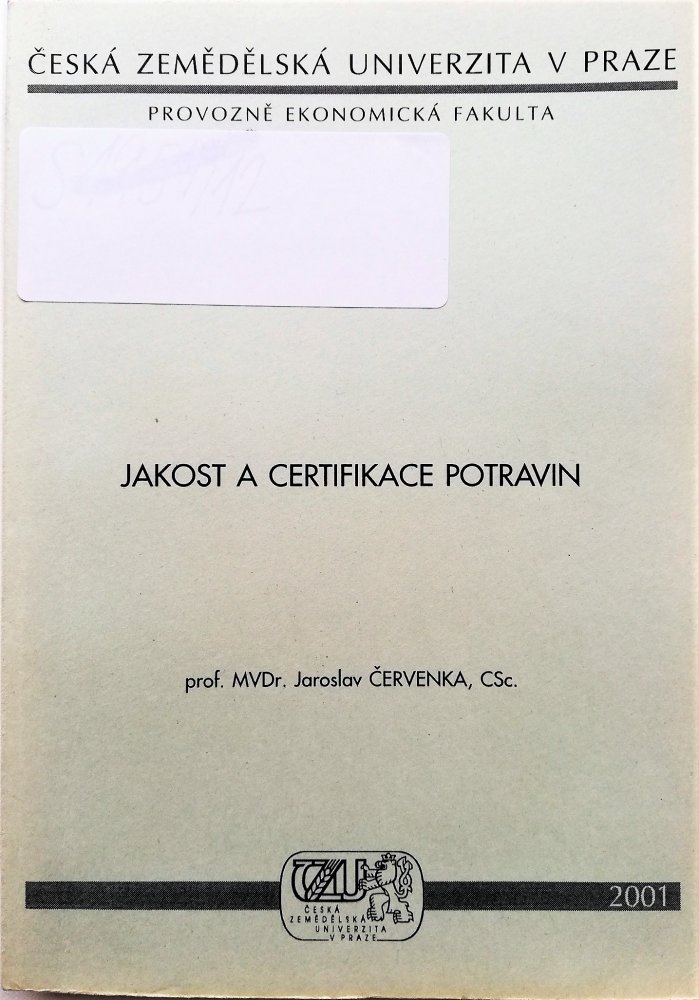 ČESKÁ ZEMĚDĚLSKÁ UNIVERZITA V PRAZE
PROVOZNĚ EKONOMICKÁ FAKULTA
JAKOST A CERTIFIKACE POTRAVIN
prof. MVDr. Jaroslav ČERVENKA, CSc.
ČZU
ČESKÁ
ZEMĚDĚLSKÁ
UNIVERZITA
V PRAZE
2001